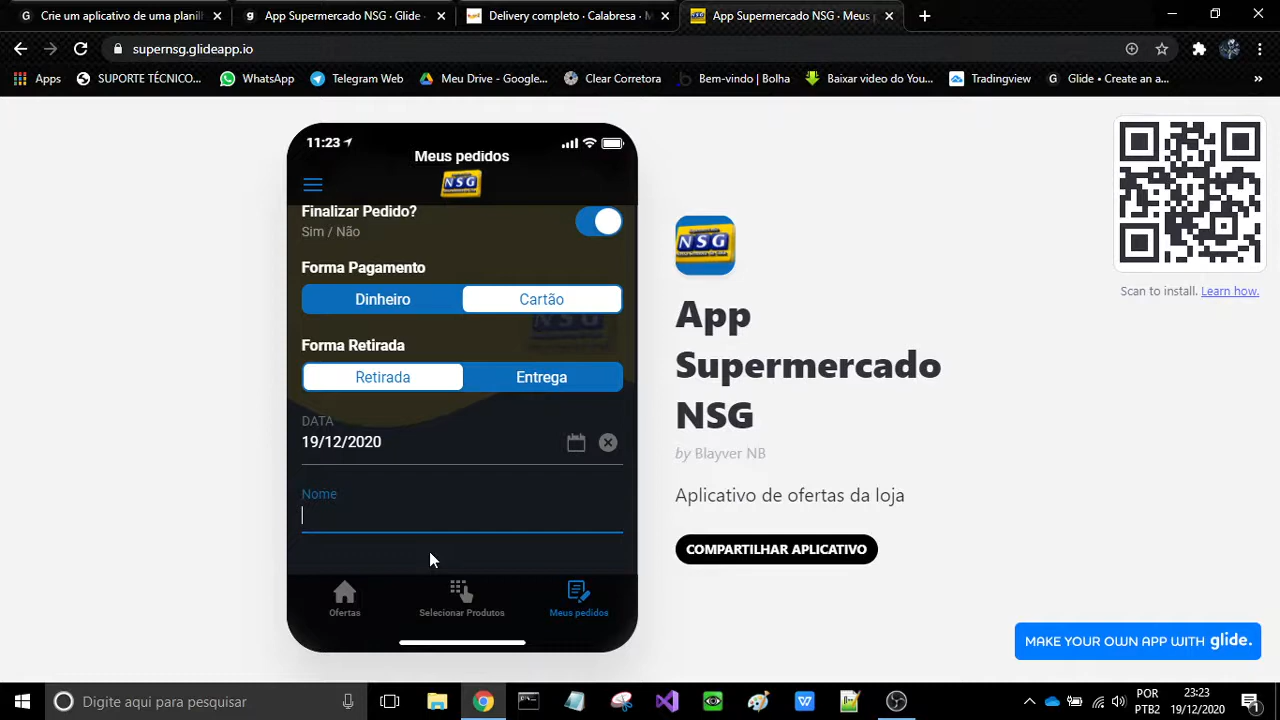 Crie um aplicativo de uma planill
App Supermercado NSG · Glide
Delivery completo - Calabresa - M
App Supermercado NSG · Meus p
supernsg.glideapp.io
Apps
SUPORTE TÉCNICO...
WhatsApp
Telegram Web
Meu Drive - Google...
Clear Corretora
Bem-vindo | Bolha
Baixar video do You...
Tradingview
Glide • Create an a...
»
11:23
Meus pedidos
NSG
Finalizar Pedido?
Sim / Não
Forma Pagamento
Dinheiro
Cartão
Forma Retirada
Retirada
Entrega
DATA
19/12/2020
Nome
Ofertas
Selecionar Produtos
Meus pedidos
NSG
App
Supermercado
NSG
by Blayver NB
Aplicativo de ofertas da loja
COMPARTILHAR APLICATIVO
Scan to install. Learn how.
MAKE YOUR OWN APP WITH glide.
Digite aqui para pesquisar
POR
PTB2
23:23
19/12/2020
1